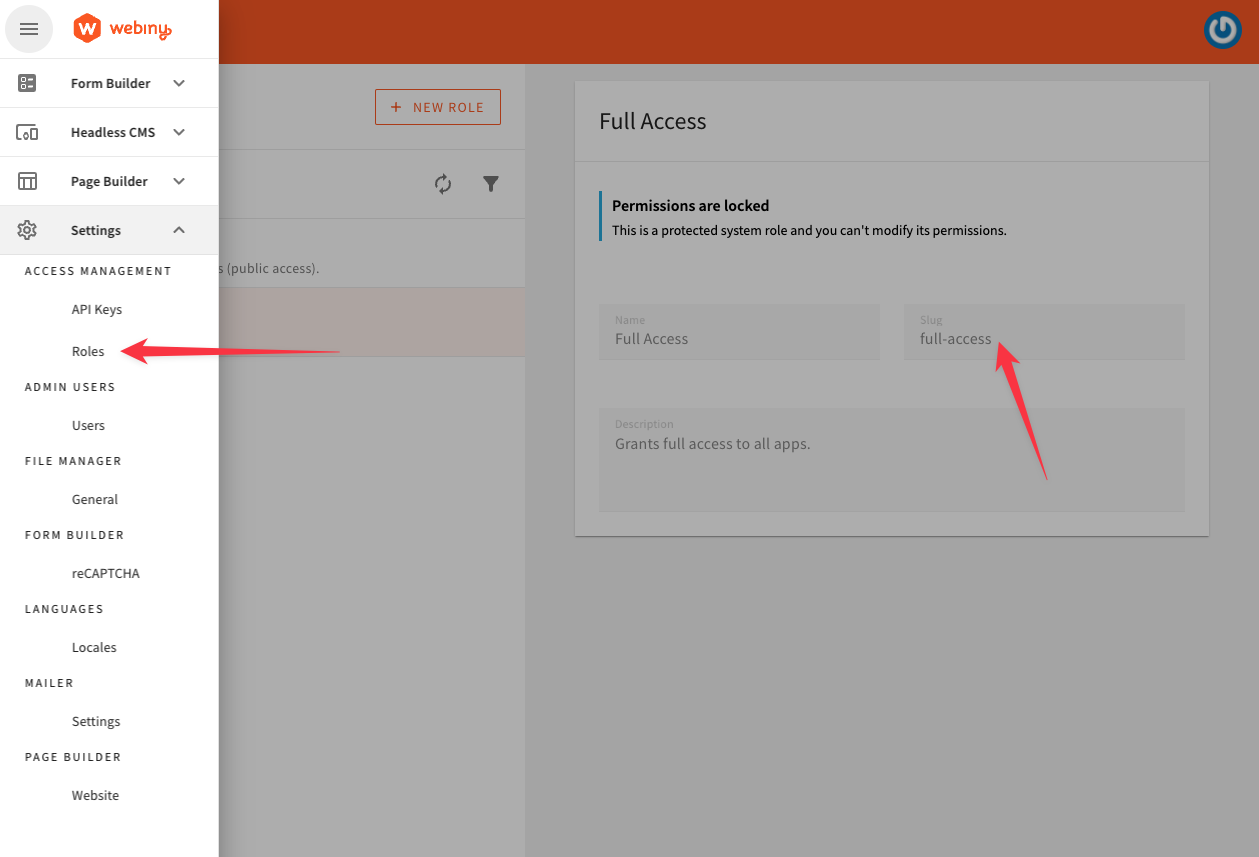 webiny
Form Builder
Headless CMS
Page Builder
Settings
ACCESS MANAGEMENT
API Keys
Roles
ADMIN USERS
Users
FILE MANAGER
General
FORM BUILDER
reCAPTCHA
LANGUAGES
Locales
MAILER
Settings
PAGE BUILDER
Website
+ NEW ROLE
(public access).
Full Access
Permissions are locked
This is a protected system role and you can't modify its permissions.
Name
Full Access
Slug
full-access
Description
Grants full access to all apps.